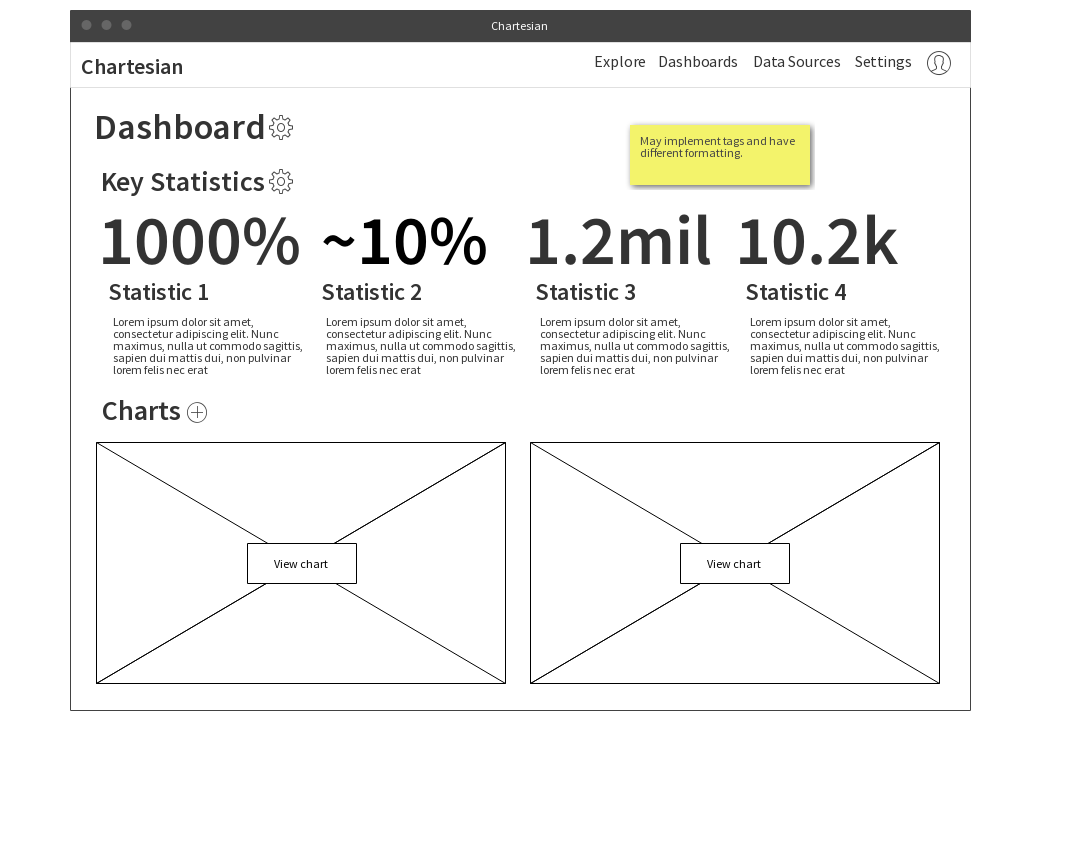 Chartesian
Chartesian
Explore Dashboards Data Sources Settings
Dashboard
May implement tags and have
different formatting.
Key Statistics
1000% ~10% 1.2mil 10.2k
Statistic 1
Lorem ipsum dolor sit amet,
consectetur adipiscing elit. Nunc
maximus, nulla ut commodo sagittis,
sapien dui mattis dui, non pulvinar
lorem felis nec erat
Statistic 2
Lorem ipsum dolor sit amet,
consectetur adipiscing elit. Nunc
maximus, nulla ut commodo sagittis,
sapien dui mattis dui, non pulvinar
lorem felis nec erat
Statistic 3
Lorem ipsum dolor sit amet,
consectetur adipiscing elit. Nunc
maximus, nulla ut commodo sagittis,
sapien dui mattis dui, non pulvinar
lorem felis nec erat
Statistic 4
Lorem ipsum dolor sit amet,
consectetur adipiscing elit. Nunc
maximus, nulla ut commodo sagittis,
sapien dui mattis dui, non pulvinar
lorem felis nec erat
Charts
View chart
View chart